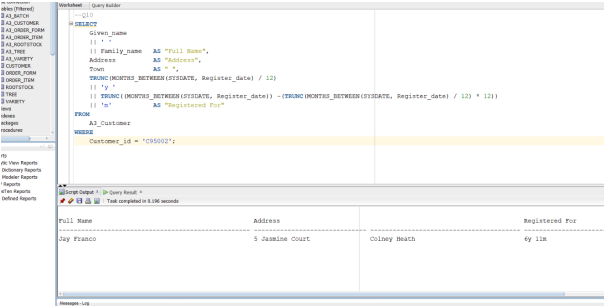 Worksheet Query Builder
ables (Filtered)
A3_BATCH
A3_CUSTOMER
A3_ORDER_FORM
A3_ORDER_ITEM
A3_ROOTSTOCK
A3_TREE
A3_VARIETY
CUSTOMER
ORDER_FORM
ORDER_ITEM
ROOTSTOCK
TREE
VARIETY
iews
ndexes
ackages
rocedures
rts
ytic View Reports
Dictionary Reports
Modeler Reports
Reports
esTen Reports
Defined Reports
--Q10
SELECT
Given_name
|| ' '
|| Family_name AS "Full Name",
Address AS "Address",
Town AS " ",
TRUNC(MONTHS_BETWEEN(SYSDATE, Register_date) / 12)
|| 'y '
|| TRUNC((MONTHS_BETWEEN(SYSDATE, Register_date)) -(TRUNC(MONTHS_BETWEEN(SYSDATE, Register_date) / 12) * 12))
|| 'm' AS "Registered For"
FROM
A3_Customer
WHERE
Customer_id = 'C95002';
Script Output × Query Result ×
Task completed in 0.196 seconds
Full Name Address Registered For
Jay Franco 5 Jasmine Court Colney Heath 6y 11m
Messages - Log